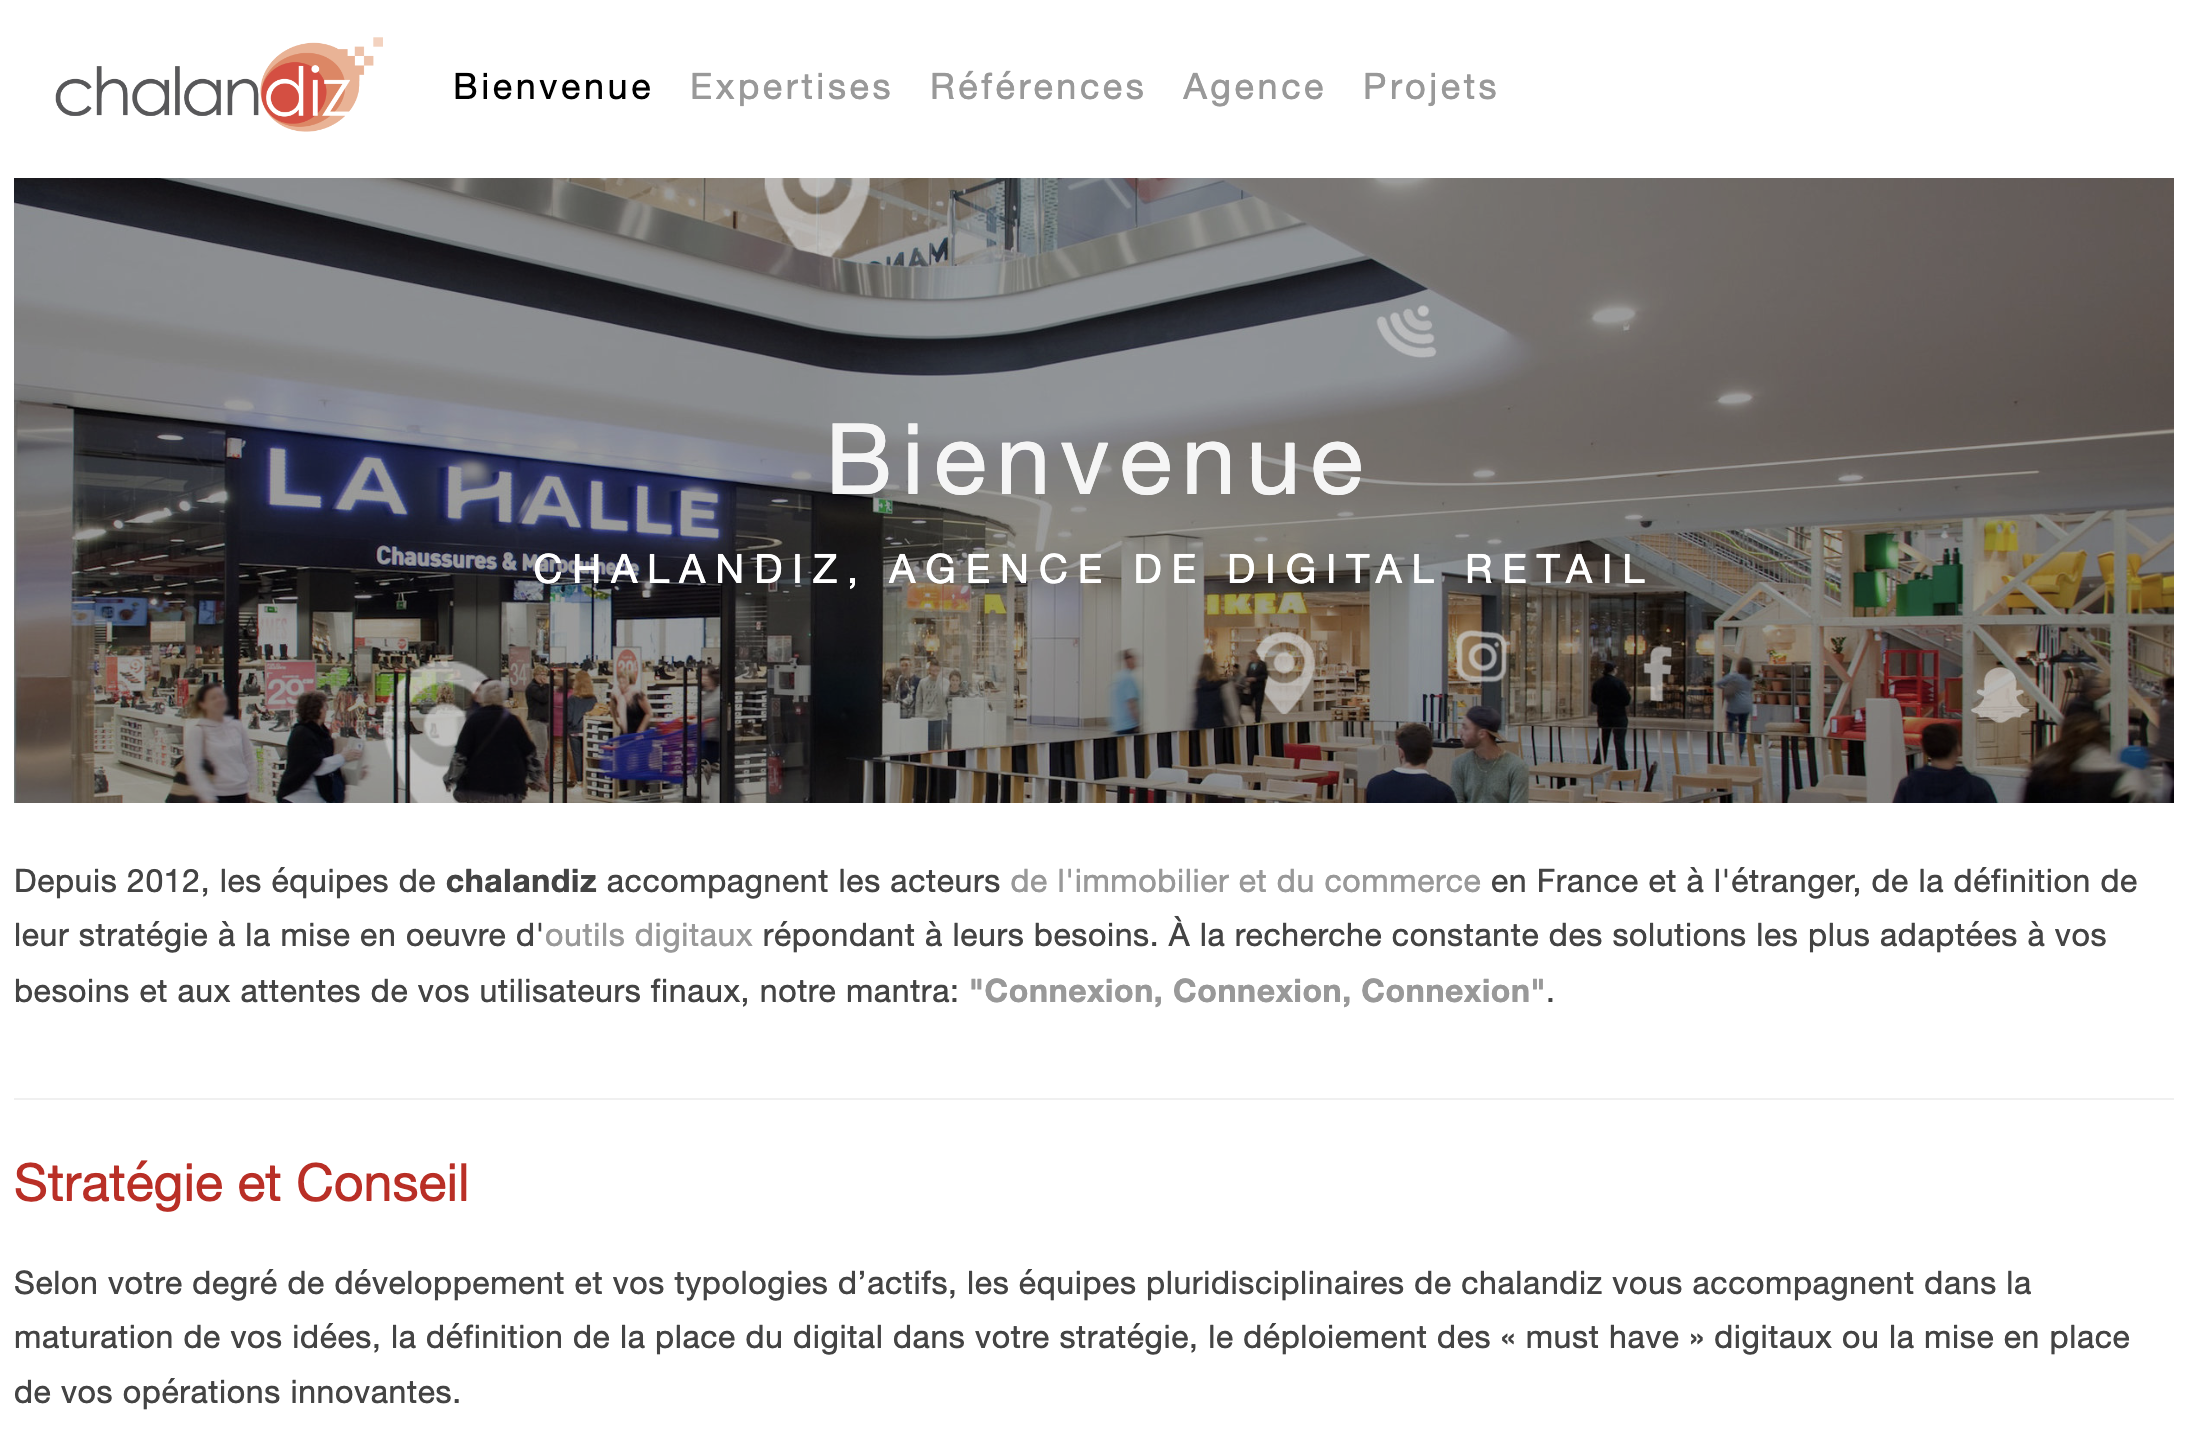 chalandiz
Bienvenue Expertises Références Agence Projets
MANGO
LA HALLE
Bienvenue
Chaussures & Maroquinerie
CHALANDIZ, AGENCE DE DIGITAL RETAIL
IKEA
29
34
39
Depuis 2012, les équipes de chalandiz accompagnent les acteurs de l'immobilier et du commerce en France et à l'étranger, de la définition de
leur stratégie à la mise en oeuvre d'outils digitaux répondant à leurs besoins. À la recherche constante des solutions les plus adaptées à vos
besoins et aux attentes de vos utilisateurs finaux, notre mantra: "Connexion, Connexion, Connexion".
Stratégie et Conseil
Selon votre degré de développement et vos typologies d’actifs, les équipes pluridisciplinaires de chalandiz vous accompagnent dans la
maturation de vos idées, la définition de la place du digital dans votre stratégie, le déploiement des « must have » digitaux ou la mise en place
de vos opérations innovantes.